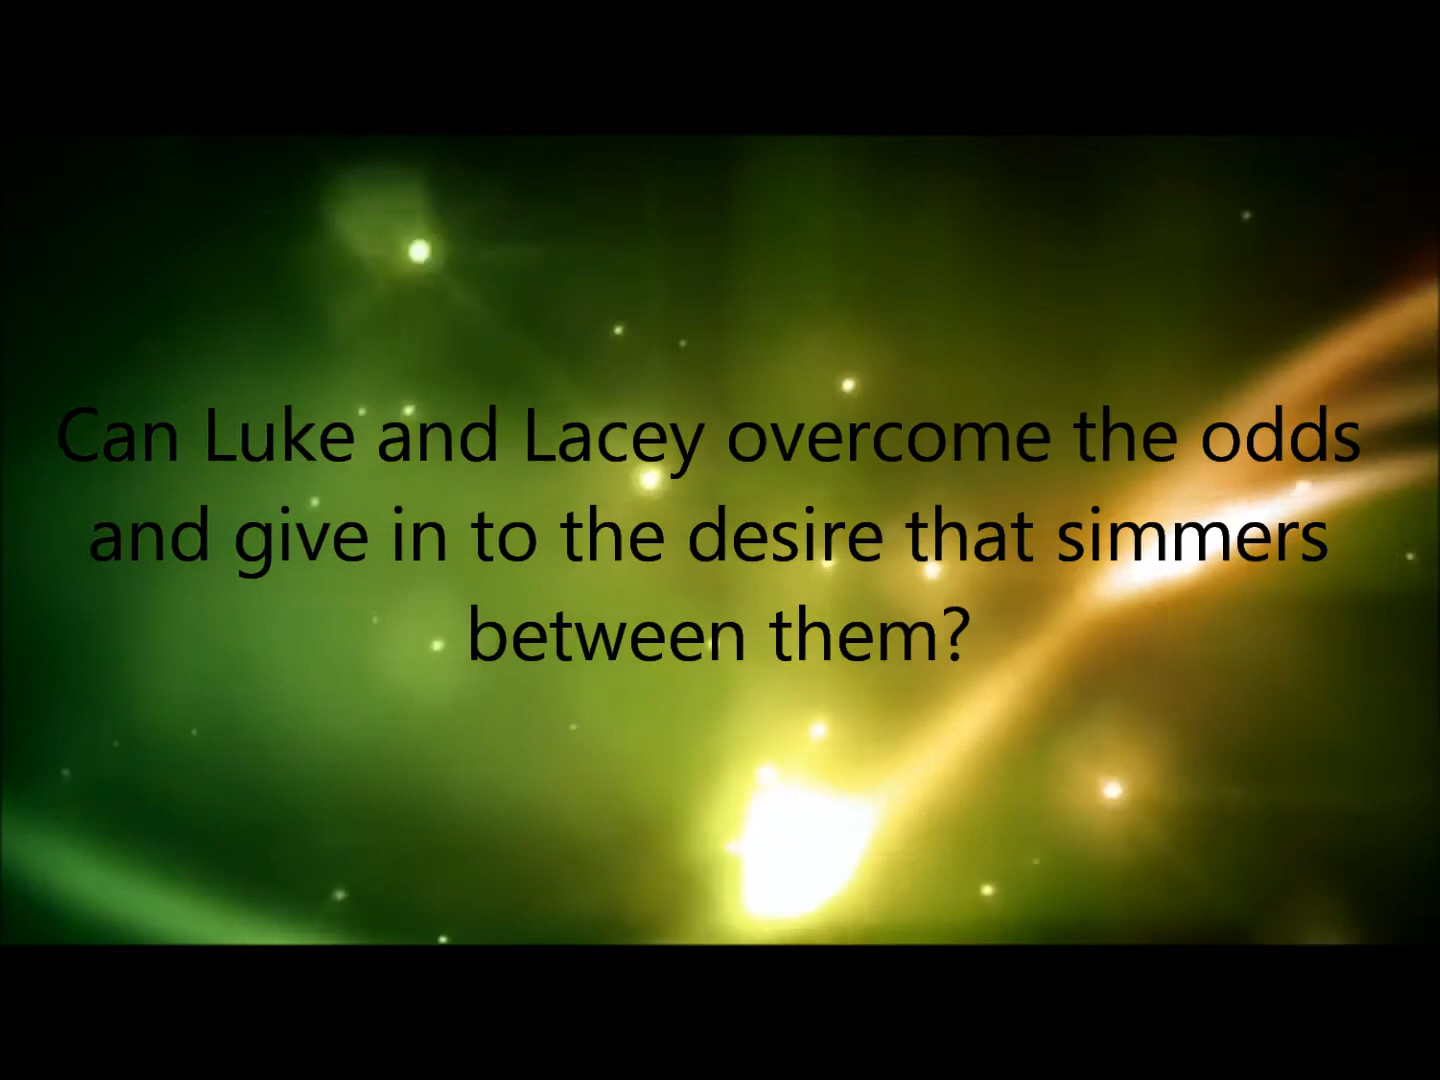 Can Luke and Lacey overcome the odds
and give in to the desire that simmers
between them?